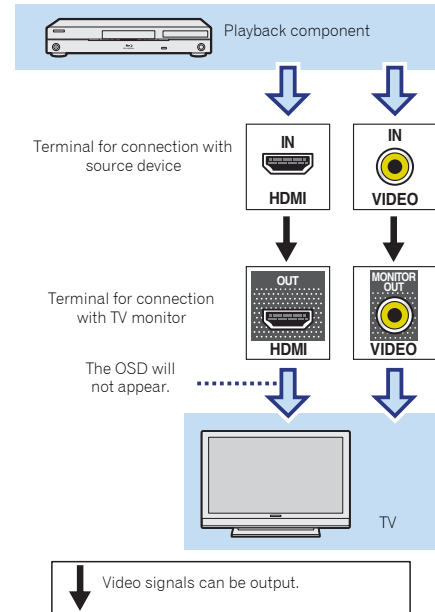 Playback component
Terminal for connection with
source device
IN
HDMI
IN
VIDEO
Terminal for connection
with TV monitor
OUT
HDMI
MONITOR
OUT
VIDEO
The OSD will
not appear.
TV
Video signals can be output.